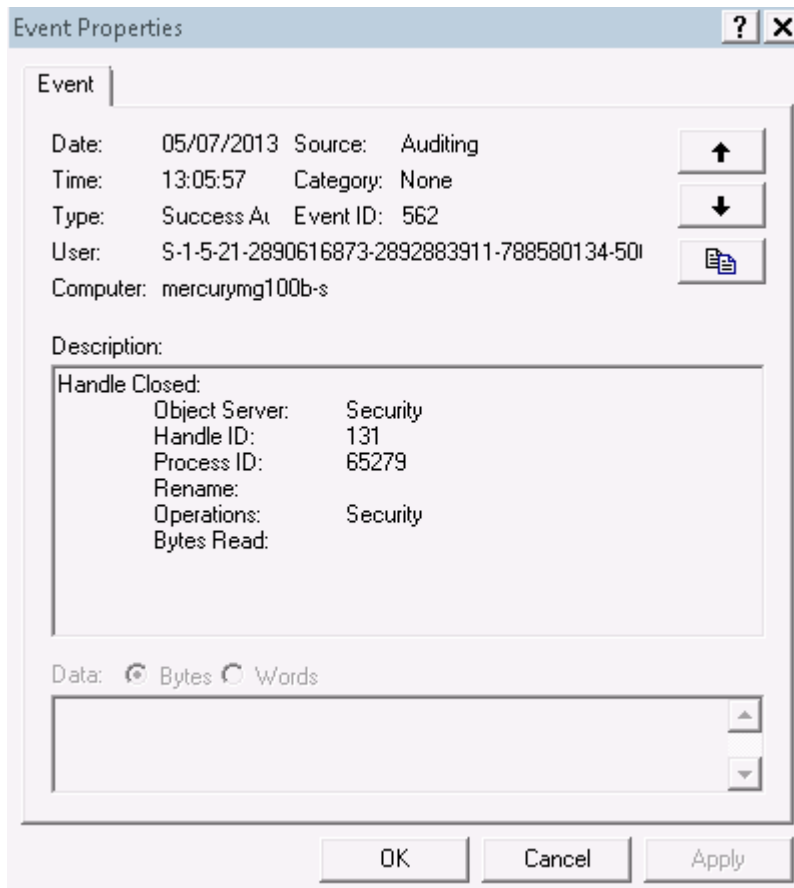 Event Properties
Event
Date: 05/07/2013 Source: Auditing
Time: 13:05:57 Category: None
Type: Success Au Event ID: 562
User: S-1-5-21-2890616873-2892883911-788580134-500
Computer: mercurymg100b-s
Description:
Handle Closed:
Object Server: Security
Handle ID: 131
Process ID: 65279
Rename:
Operations: Security
Bytes Read:
Data: Bytes Words
OK Cancel Apply